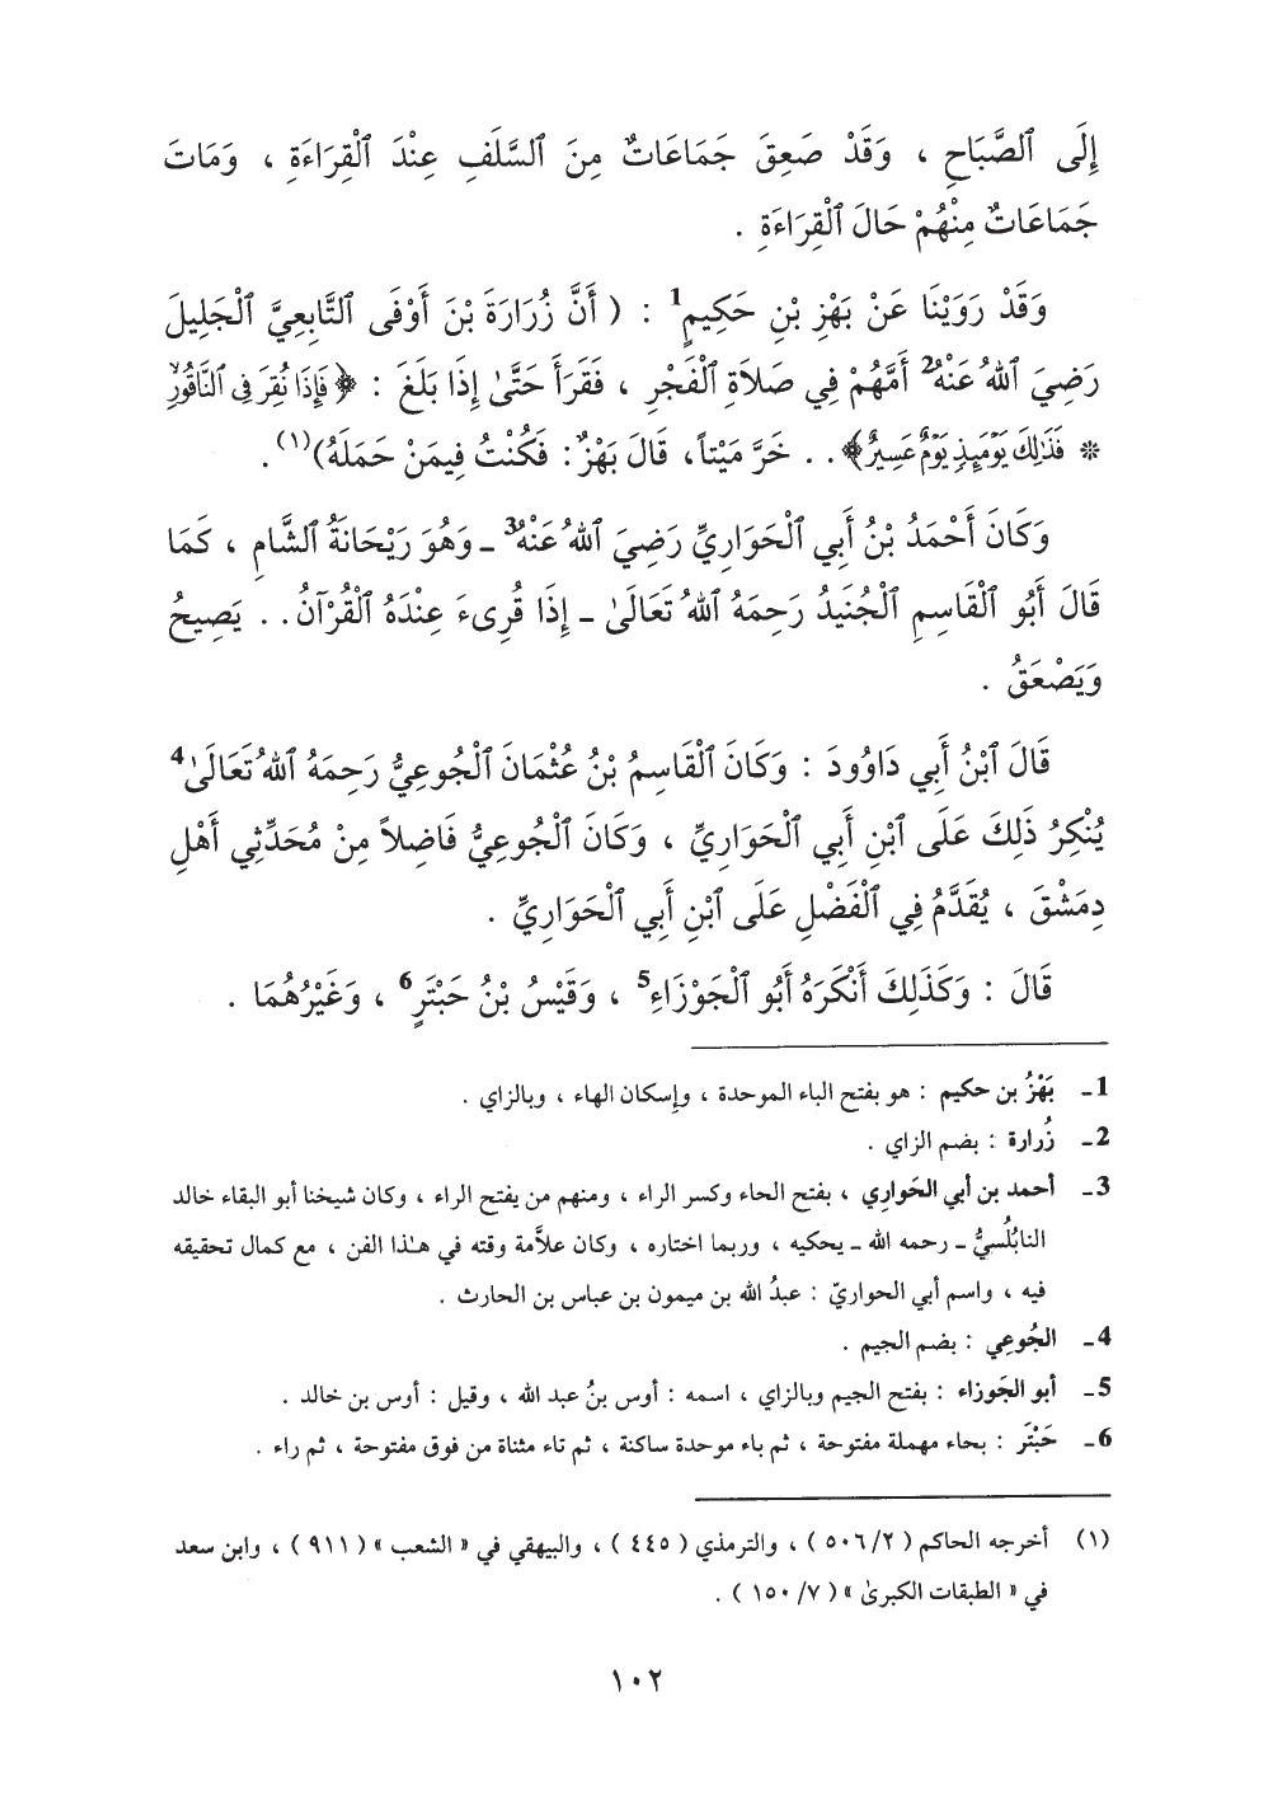 إِلَى ٱلصَّبَاحِ ، وَقَدْ صَعِقَ جَمَاعَاتٌ مِنَ ٱلسَّلَفِ عِنْدَ ٱلْقِرَاءَةِ ، وَمَاتَ
جَمَاعَاتٌ مِنْهُمْ حَالَ ٱلْقِرَاءَةِ .
وَقَدْ رَوَيْنَا عَنْ بَهْزِ بْنِ حَكِيمٍ1 : ( أَنَّ زُرَارَةَ بْنَ أَوْفَى ٱلتَّابِعِيَّ ٱلْجَلِيلَ
رَضِيَ ٱللهُ عَنْهُ2 أَمَّهُمْ فِي صَلاَةِ ٱلْفَجْرِ ، فَقَرَأَ حَتَّىٰ إِذَا بَلَغَ : ﴿ فَإِذَا نُقِرَ فِى ٱلنَّاقُورِ
* فَذَٰلِكَ يَوْمَئِذٍ يَوْمٌ عَسِيرٌ﴾ . . خَرَّ مَيْتاً، قَالَ بَهْزٌ: فَكُنْتُ فِيمَنْ حَمَلَهُ)(١) .
وَكَانَ أَحْمَدُ بْنُ أَبِي ٱلْحَوَارِيِّ رَضِيَ ٱللهُ عَنْهُ3 ـ وَهُوَ رَيْحَانَةُ ٱلشَّامِ ، كَمَا
قَالَ أَبُو ٱلْقَاسِمِ ٱلْجُنَيدُ رَحِمَهُ ٱللهُ تَعَالَىٰ ـ إِذَا قُرِىءَ عِنْدَهُ ٱلْقُرْآنُ . . يَصِيحُ
وَيَصْعَقُ .
قَالَ ٱبْنُ أَبِي دَاوُودَ : وَكَانَ ٱلْقَاسِمُ بْنُ عُثْمَانَ ٱلْجُوعِيُّ رَحِمَهُ ٱللهُ تَعَالَىٰ4
يُنْكِرُ ذَلِكَ عَلَى ٱبْنِ أَبِي ٱلْحَوَارِيِّ ، وَكَانَ ٱلْجُوعِيُّ فَاضِلاً مِنْ مُحَدِّثِي أَهْلِ
دِمَشْقَ ، يُقَدَّمُ فِي ٱلْفَضْلِ عَلَى ٱبْنِ أَبِي ٱلْحَوَارِيِّ .
قَالَ : وَكَذَلِكَ أَنْكَرَهُ أَبُو ٱلْجَوْزَاءِ5 ، وَقَيْسُ بْنُ حَبْتَرٍ6 ، وَغَيْرُهُمَا .
1ـ بَهْزُ بن حكيم : هو بفتح الباء الموحدة ، وإسكان الهاء ، وبالزاي .
2ـ زُرارة : بضم الزاي .
3ـ أحمد بن أبي الحَوارِي ، بفتح الحاء وكسر الراء ، ومنهم من يفتح الراء ، وكان شيخنا أبو البقاء خالد
النابُلُسيُّ ـ رحمه الله ـ يحكيه ، وربما اختاره ، وكان علاَّمة وقته في هـٰذا الفن ، مع كمال تحقيقه
فيه ، واسم أبي الحواريّ : عبدُ الله بن ميمون بن عباس بن الحارث .
4ـ الجُوعِي : بضم الجيم .
5ـ أبو الجَوزاء : بفتح الجيم وبالزاي ، اسمه : أوس بنُ عبد الله ، وقيل : أوس بن خالد .
6ـ حَبْتَر : بحاء مهملة مفتوحة ، ثم باء موحدة ساكنة ، ثم تاء مثناة من فوق مفتوحة ، ثم راء .
(١) أخرجه الحاكم ( ٢/ ٥٠٦ ) ، والترمذي ( ٤٤٥ ) ، والبيهقي في « الشعب » ( ٩١١ ) ، وابن سعد
في « الطبقات الكبرىٰ » ( ٧/ ١٥٠ ) .
١٠٢